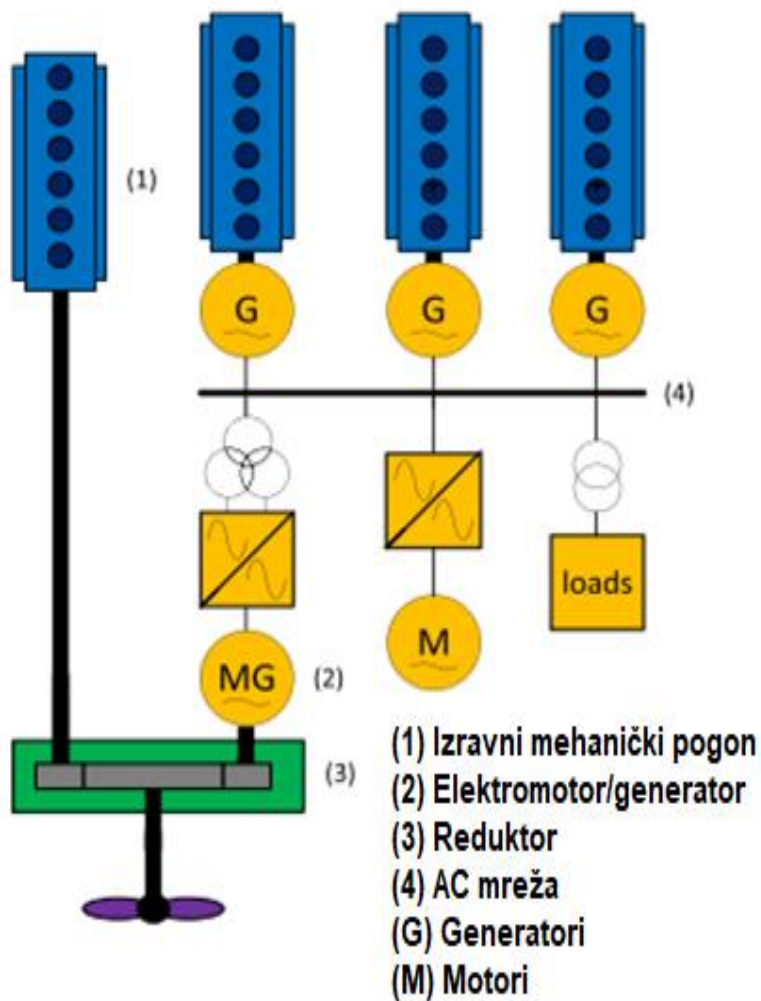 (1)
G
G
G
(4)
loads
MG
(2)
M
(3)
(1) Izravni mehanički pogon
(2) Elektromotor/generator
(3) Reduktor
(4) AC mreža
(G) Generatori
(M) Motori